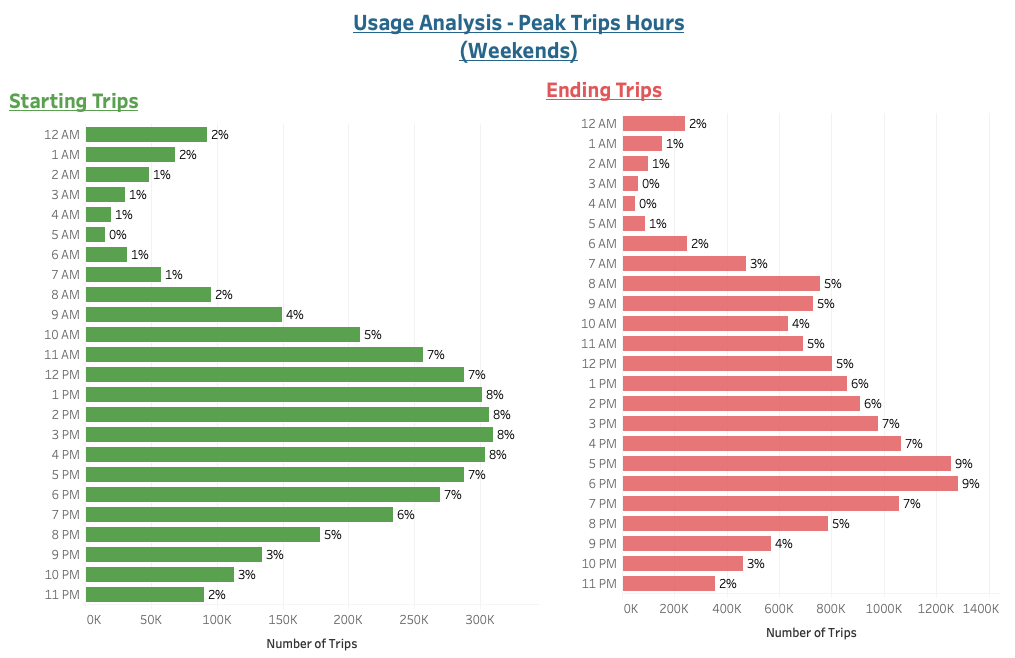 Usage Analysis - Peak Trips Hours
(Weekends)
Starting Trips
12 AM 2%
1 AM 2%
2 AM 1%
3 AM 1%
4 AM 1%
5 AM 0%
6 AM 1%
7 AM 1%
8 AM 2%
9 AM 4%
10 AM 5%
11 AM 7%
12 PM 7%
1 PM 8%
2 PM 8%
3 PM 8%
4 PM 8%
5 PM 7%
6 PM 7%
7 PM 6%
8 PM 5%
9 PM 3%
10 PM 3%
11 PM 2%
0K 50K 100K 150K 200K 250K 300K
Number of Trips
Ending Trips
12 AM 2%
1 AM 1%
2 AM 1%
3 AM 0%
4 AM 0%
5 AM 1%
6 AM 2%
7 AM 3%
8 AM 5%
9 AM 5%
10 AM 4%
11 AM 5%
12 PM 5%
1 PM 6%
2 PM 6%
3 PM 7%
4 PM 7%
5 PM 9%
6 PM 9%
7 PM 7%
8 PM 5%
9 PM 4%
10 PM 3%
11 PM 2%
0K 200K 400K 600K 800K 1000K 1200K 1400K
Number of Trips